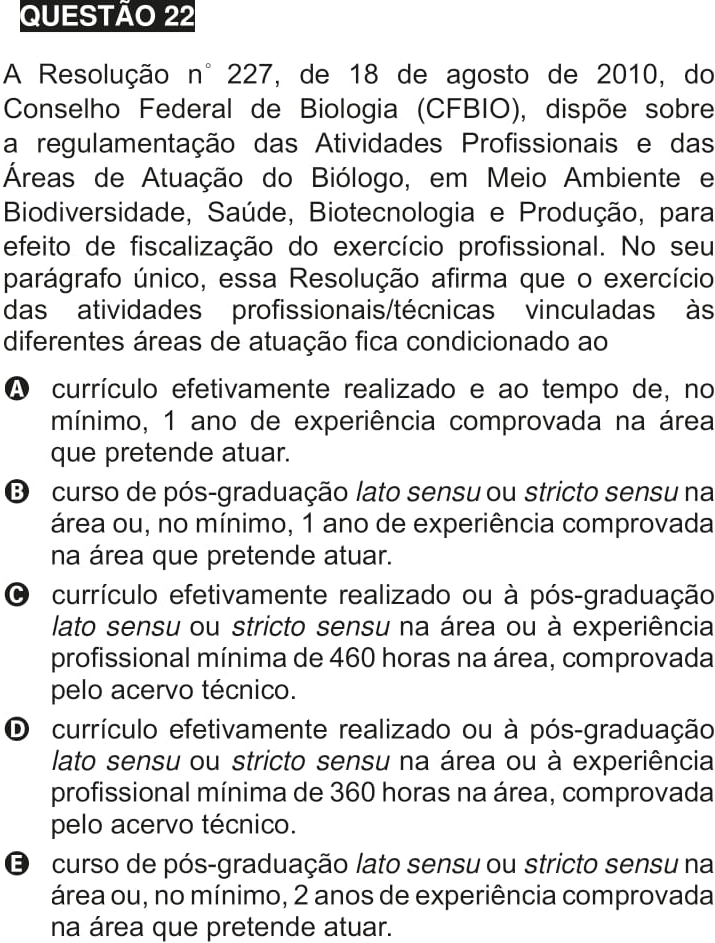 QUESTÃO 22
A Resolução n° 227, de 18 de agosto de 2010, do
Conselho Federal de Biologia (CFBIO), dispõe sobre
a regulamentação das Atividades Profissionais e das
Áreas de Atuação do Biólogo, em Meio Ambiente e
Biodiversidade, Saúde, Biotecnologia e Produção, para
efeito de fiscalização do exercício profissional. No seu
parágrafo único, essa Resolução afirma que o exercício
das atividades profissionais/técnicas vinculadas às
diferentes áreas de atuação fica condicionado ao
A currículo efetivamente realizado e ao tempo de, no
mínimo, 1 ano de experiência comprovada na área
que pretende atuar.
B curso de pós-graduação lato sensu ou stricto sensu na
área ou, no mínimo, 1 ano de experiência comprovada
na área que pretende atuar.
C currículo efetivamente realizado ou à pós-graduação
lato sensu ou stricto sensu na área ou à experiência
profissional mínima de 460 horas na área, comprovada
pelo acervo técnico.
D currículo efetivamente realizado ou à pós-graduação
lato sensu ou stricto sensu na área ou à experiência
profissional mínima de 360 horas na área, comprovada
pelo acervo técnico.
E curso de pós-graduação lato sensu ou stricto sensu na
área ou, no mínimo, 2 anos de experiência comprovada
na área que pretende atuar.